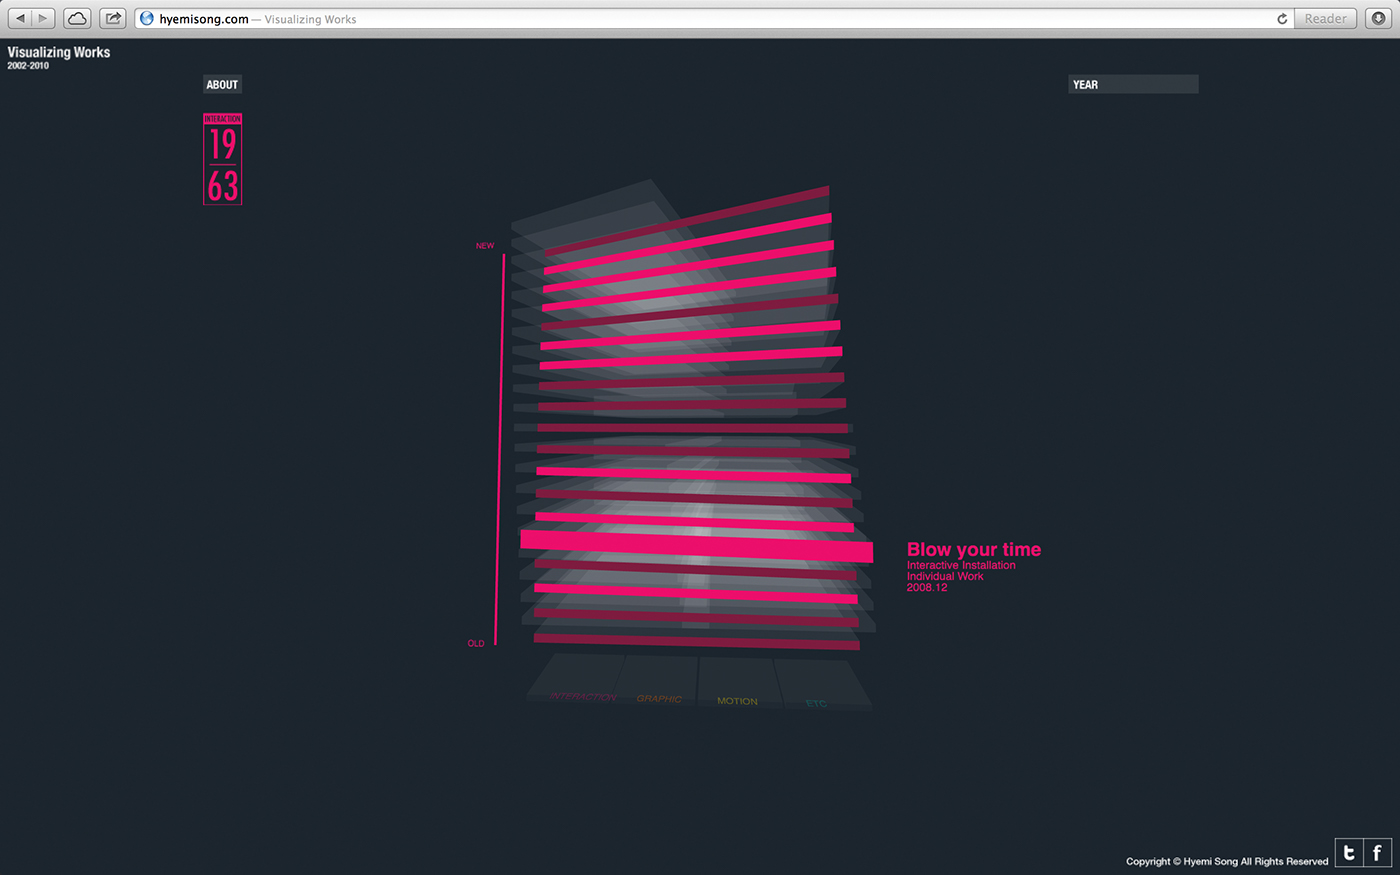 hyemisong.com — Visualizing Works
Reader
Visualizing Works
2002-2010
ABOUT
YEAR
INTERACTION
19
63
NEW
OLD
Blow your time
Interactive Installation
Individual Work
2008.12
INTERACTION GRAPHIC MOTION ETC
Copyright © Hyemi Song All Rights Reserved